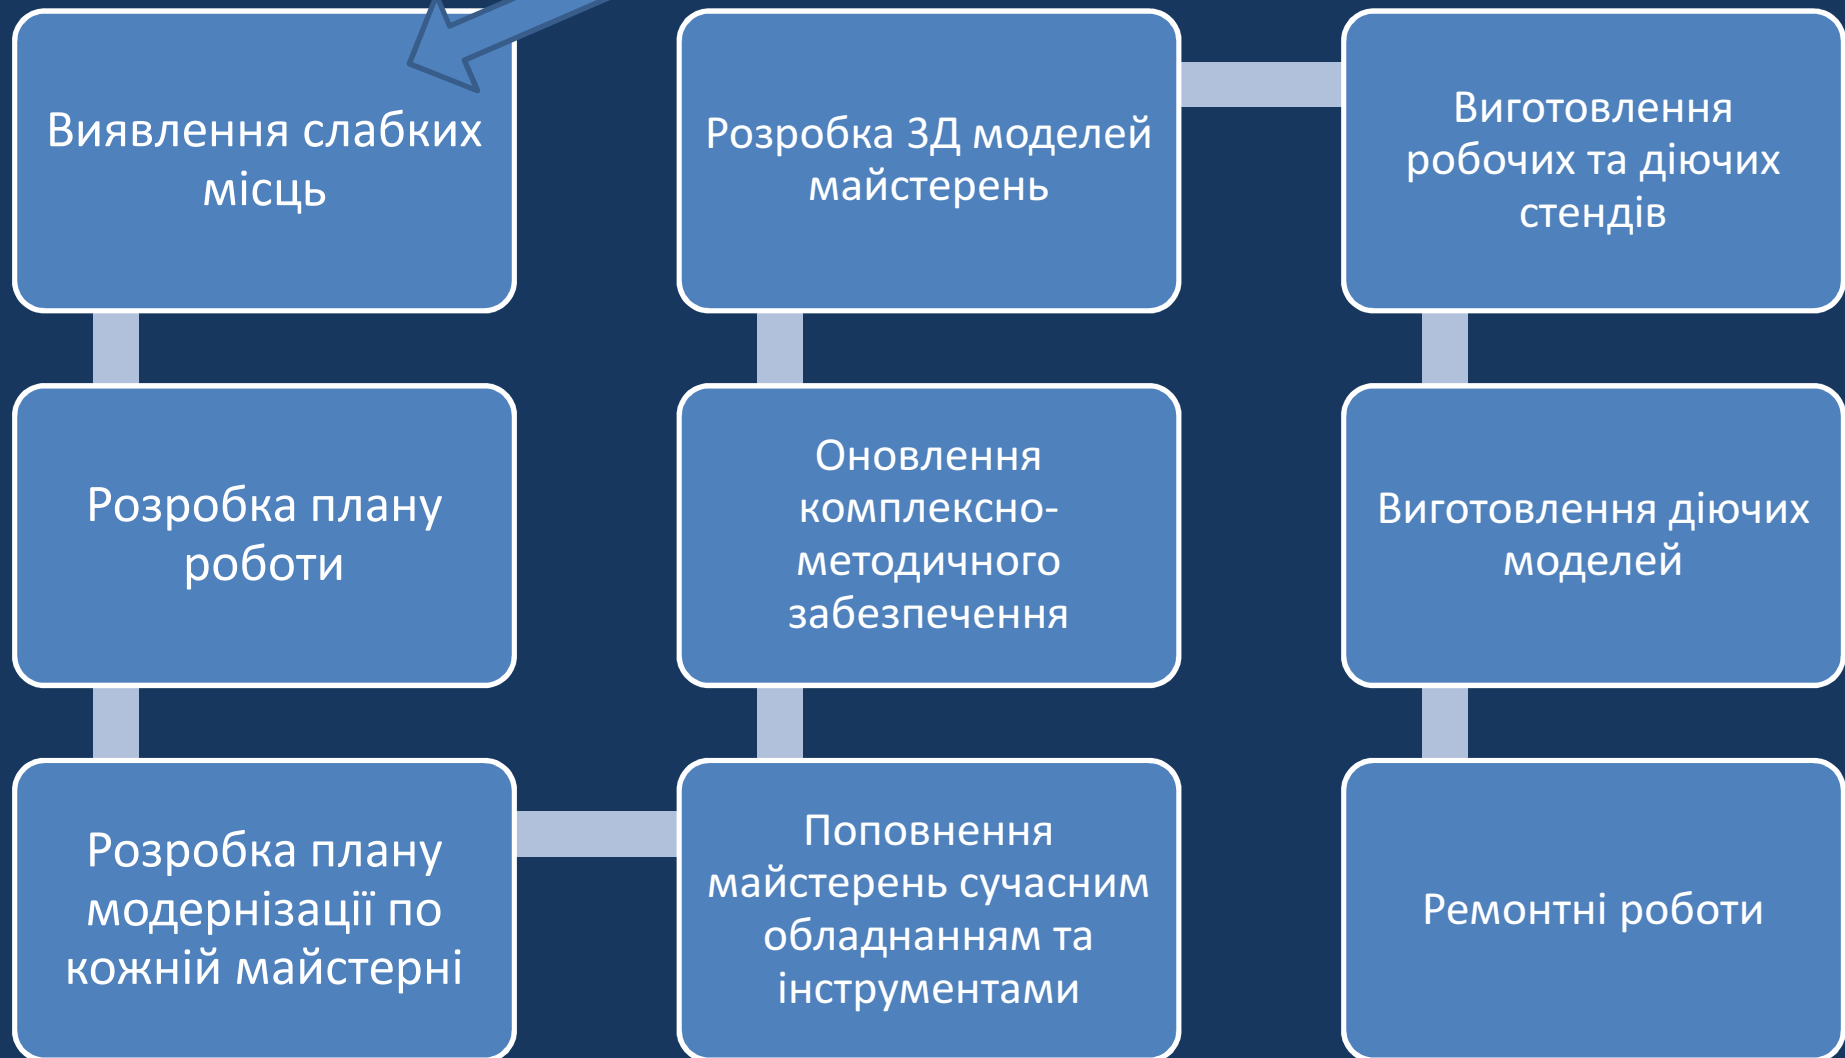 Виявлення слабких
місць
Розробка плану
роботи
Розробка плану
модернізації по
кожній майстерні
Поповнення
майстерень сучасним
обладнанням та
інструментами
Оновлення
комплексно-
методичного
забезпечення
Розробка 3Д моделей
майстерень
Виготовлення
робочих та діючих
стендів
Виготовлення діючих
моделей
Ремонтні роботи